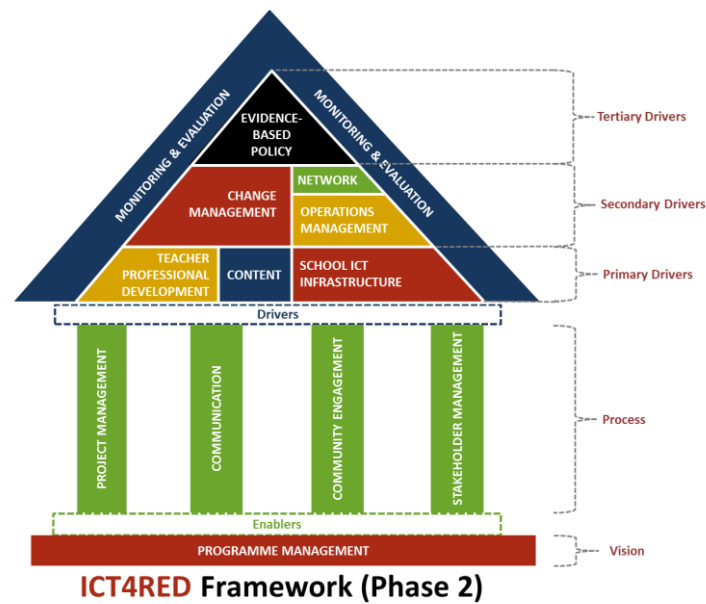 MONITORING & EVALUATION
MONITORING & EVALUATION
EVIDENCE-
BASED
POLICY
Tertiary Drivers
CHANGE
MANAGEMENT
NETWORK
OPERATIONS
MANAGEMENT
Secondary Drivers
TEACHER
PROFESSIONAL
DEVELOPMENT
CONTENT
SCHOOL ICT
INFRASTRUCTURE
Primary Drivers
Drivers
PROJECT MANAGEMENT
COMMUNICATION
COMMUNITY ENGAGEMENT
STAKEHOLDER MANAGEMENT
Process
Enablers
PROGRAMME MANAGEMENT
Vision
ICT4RED Framework (Phase 2)